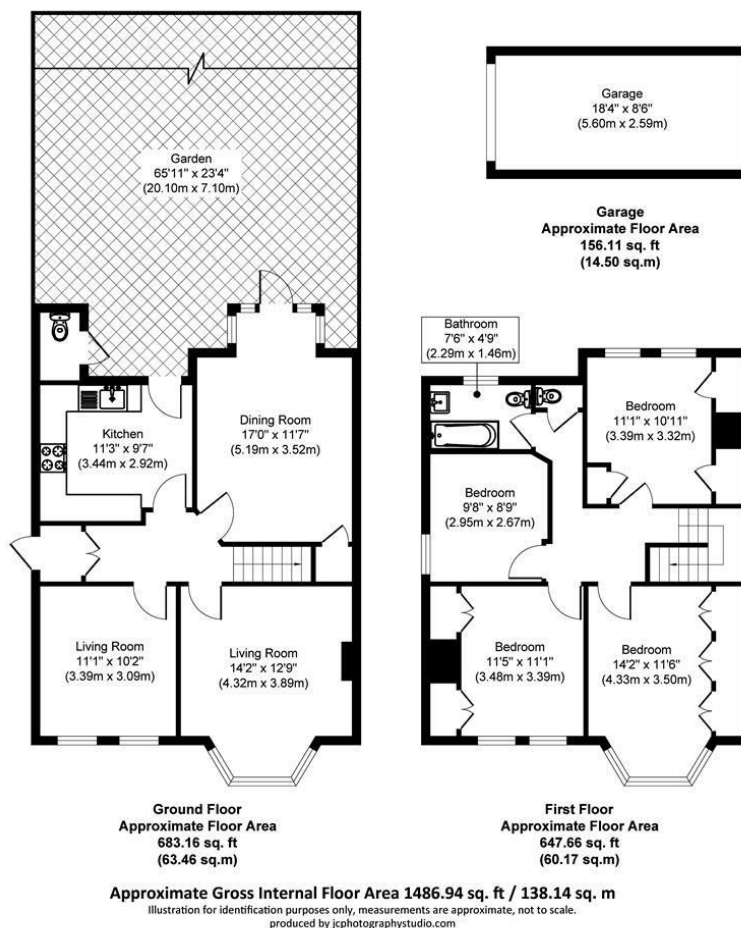 Garden
65'11" x 23'4"
(20.10m x 7.10m)
Kitchen
11'3" x 9'7"
(3.44m x 2.92m)
Dining Room
17'0" x 11'7"
(5.19m x 3.52m)
Living Room
11'1" x 10'2"
(3.39m x 3.09m)
Living Room
14'2" x 12'9"
(4.32m x 3.89m)
Ground Floor
Approximate Floor Area
683.16 sq. ft
(63.46 sq.m)
Garage
18'4" x 8'6"
(5.60m x 2.59m)
Garage
Approximate Floor Area
156.11 sq. ft
(14.50 sq.m)
Bathroom
7'6" x 4'9"
(2.29m x 1.46m)
Bedroom
11'1" x 10'11"
(3.39m x 3.32m)
Bedroom
9'8" x 8'9"
(2.95m x 2.67m)
Bedroom
11'5" x 11'1"
(3.48m x 3.39m)
Bedroom
14'2" x 11'6"
(4.33m x 3.50m)
First Floor
Approximate Floor Area
647.66 sq. ft
(60.17 sq.m)
Approximate Gross Internal Floor Area 1486.94 sq. ft / 138.14 sq. m
Illustration for identification purposes only, measurements are approximate, not to scale.
produced by jcphotographystudio.com